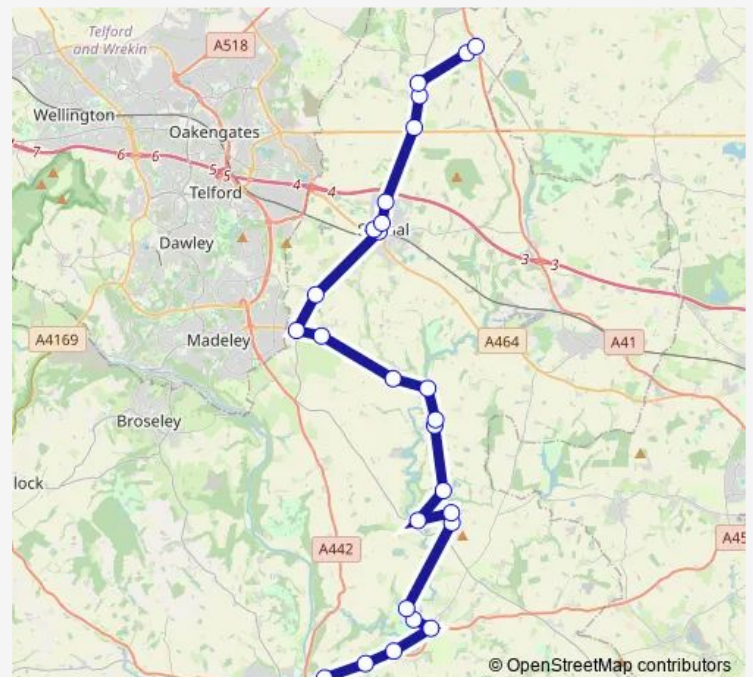 Telford
and Wrekin
A518
Wellington
Oakengates
7
6
6
5
5
4
4
Telford
Dawley
3
3
A4169
Madeley
A464
A41
Broseley
lock
A442
A45
© OpenStreetMap contributors